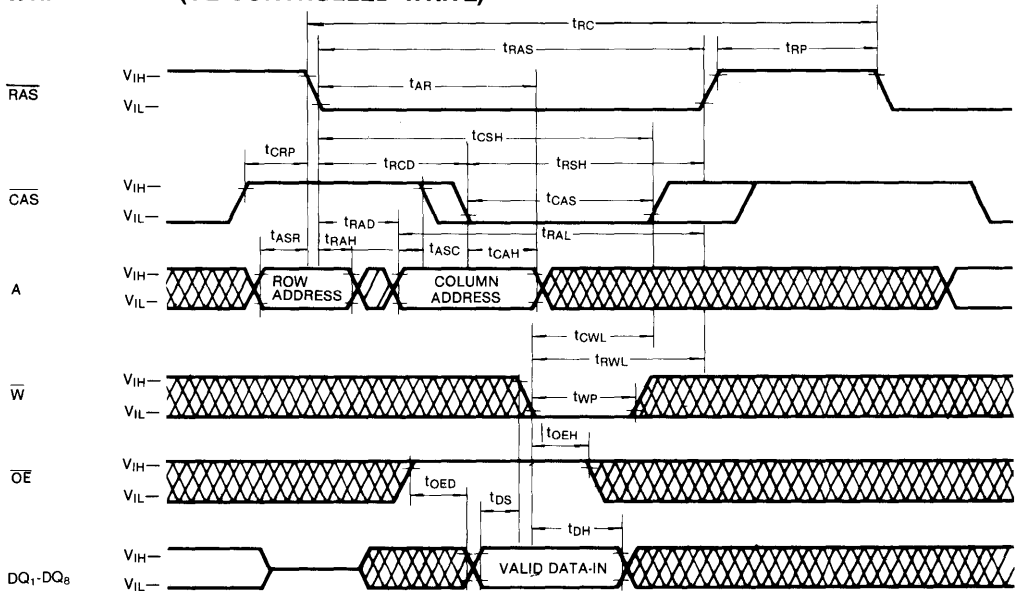 (OE CONTROLLED WRITE)
tRC
tRAS
tRP
tAR
RAS
VIH—
VIL—
tCSH
tCRP
tRCD
tRSH
CAS
VIH—
VIL—
tCAS
tRAD
tRAL
tASR
tRAH
tASC
tCAH
A
VIH—
VIL—
ROW ADDRESS
COLUMN ADDRESS
tCWL
tRWL
W
VIH—
VIL—
tWP
tOEH
OE
VIH—
VIL—
tOED
tDS
tDH
DQ1-DQ8
VIH—
VIL—
VALID DATA-IN